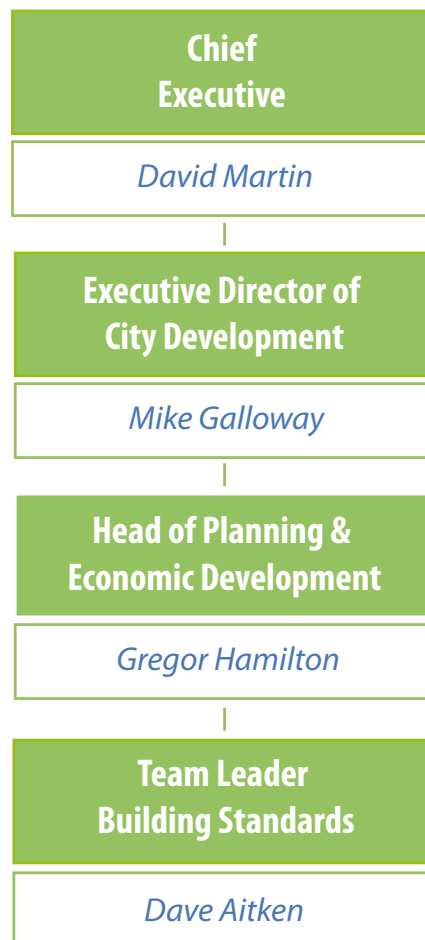 Chief
Executive
David Martin
Executive Director of
City Development
Mike Galloway
Head of Planning &
Economic Development
Gregor Hamilton
Team Leader
Building Standards
Dave Aitken